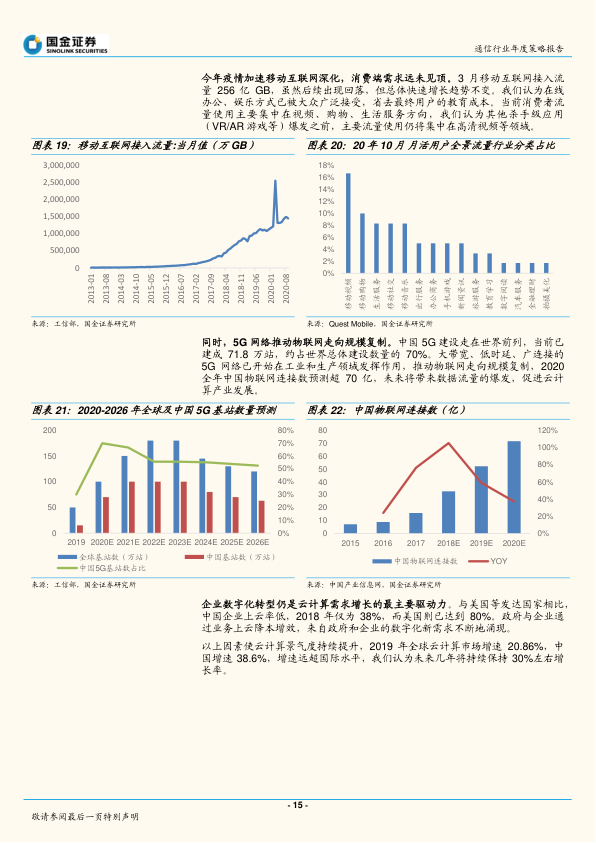 国金证券
SINOLINK SECURITIES
通信行业年度策略报告
今年疫情加速移动互联网深化，消费端需求远未见顶。3 月移动互联网接入流
量 256 亿 GB，虽然后续出现回落，但总体快速增长趋势不变。我们认为在线
办公、娱乐方式已被大众广泛接受，省去最终用户的教育成本。当前消费者流
量使用主要集中在视频、购物、生活服务方向，我们认为其他杀手级应用
（VR/AR 游戏等）爆发之前，主要流量使用仍将集中在高清视频等领域。
图表 19：移动互联网接入流量:当月值（万 GB）
3,000,000
2,500,000
2,000,000
1,500,000
1,000,000
500,000
0
2013-01 2013-08 2014-03 2014-10 2015-05 2015-12 2016-07 2017-02 2017-09 2018-04 2018-11 2019-06 2020-01 2020-08
来源：工信部，国金证券研究所
图表 20：20 年 10 月 月活用户全景流量行业分类占比
18%
16%
14%
12%
10%
8%
6%
4%
2%
0%
移动视频 移动购物 生活服务 移动社交 移动音乐 出行服务 办公商务 手机游戏 新闻资讯 旅游服务 教育学习 数字阅读 汽车服务 金融理财 拍摄美化
来源：Quest Mobile，国金证券研究所
同时，5G 网络推动物联网走向规模复制。中国 5G 建设走在世界前列，当前已
建成 71.8 万站，约占世界总体建设数量的 70%。大带宽、低时延、广连接的
5G 网络已开始在工业和生产领域发挥作用，推动物联网走向规模复制，2020
全年中国物联网连接数预测超 70 亿，未来将带来数据流量的爆发，促进云计
算产业发展。
图表 21：2020-2026 年全球及中国 5G 基站数量预测
200
150
100
50
0
80%
70%
60%
50%
40%
30%
20%
10%
0%
2019 2020E 2021E 2022E 2023E 2024E 2025E 2026E
全球基站数（万站） 中国基站数（万站）
中国5G基站数占比
来源：工信部，国金证券研究所
图表 22：中国物联网连接数（亿）
80
70
60
50
40
30
20
10
0
120%
100%
80%
60%
40%
20%
0%
2015 2016 2017 2018E 2019E 2020E
中国物联网连接数 YOY
来源：中国产业信息网，国金证券研究所
企业数字化转型仍是云计算需求增长的最主要驱动力。与美国等发达国家相比，
中国企业上云率低，2018 年仅为 38%，而美国则已达到 80%。政府与企业通
过业务上云降本增效，来自政府和企业的数字化新需求不断地涌现。
以上因素使云计算景气度持续提升，2019 年全球云计算市场增速 20.86%，中
国增速 38.6%，增速远超国际水平，我们认为未来几年将持续保持 30%左右增
长率。
- 15 -
敬请参阅最后一页特别声明